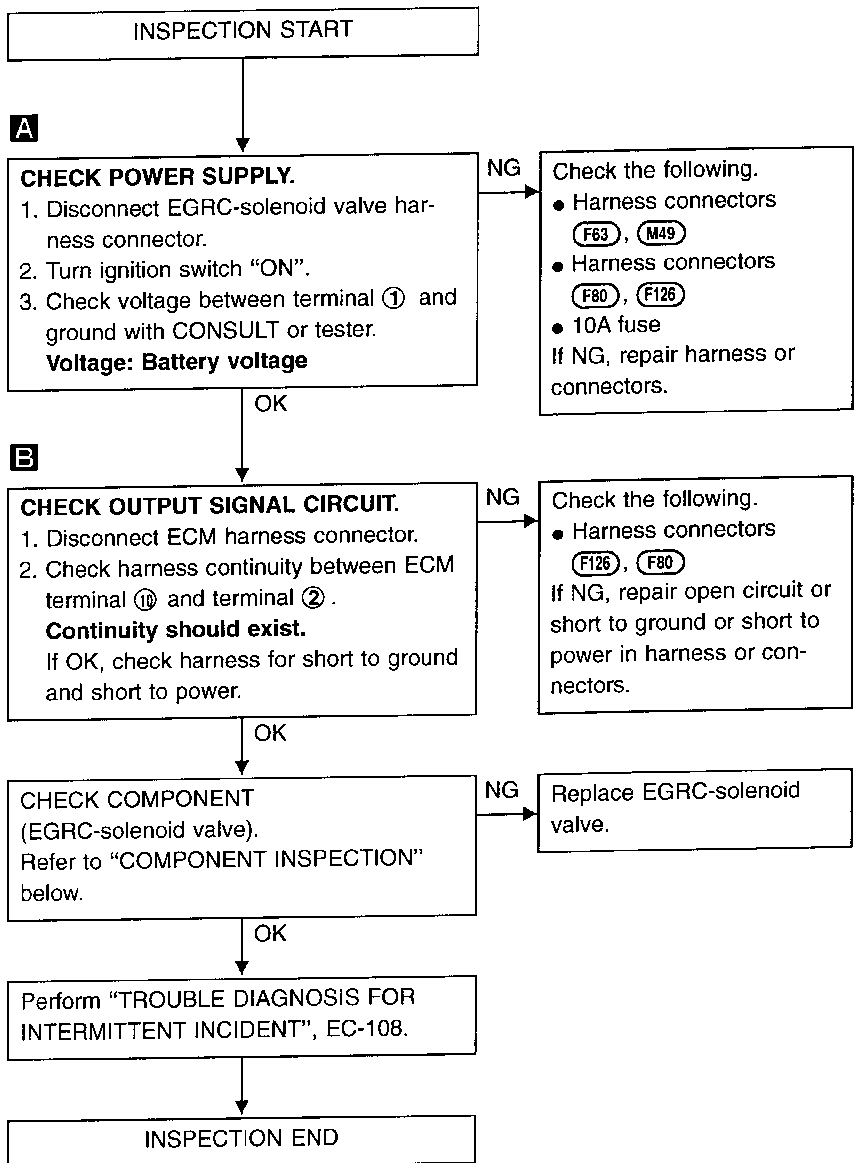 INSPECTION START
A
CHECK POWER SUPPLY.
1. Disconnect EGRC-solenoid valve har-
ness connector.
2. Turn ignition switch “ON”.
3. Check voltage between terminal ① and
ground with CONSULT or tester.
Voltage: Battery voltage
NG
Check the following.
● Harness connectors
F63, M49
● Harness connectors
F80, F126
● 10A fuse
If NG, repair harness or
connectors.
OK
B
CHECK OUTPUT SIGNAL CIRCUIT.
1. Disconnect ECM harness connector.
2. Check harness continuity between ECM
terminal and terminal ② .
Continuity should exist.
If OK, check harness for short to ground
and short to power.
NG
Check the following.
● Harness connectors
F126, F80
If NG, repair open circuit or
short to ground or short to
power in harness or con-
nectors.
OK
CHECK COMPONENT
(EGRC-solenoid valve).
Refer to “COMPONENT INSPECTION”
below.
NG
Replace EGRC-solenoid
valve.
OK
Perform “TROUBLE DIAGNOSIS FOR
INTERMITTENT INCIDENT”, EC-108.
INSPECTION END